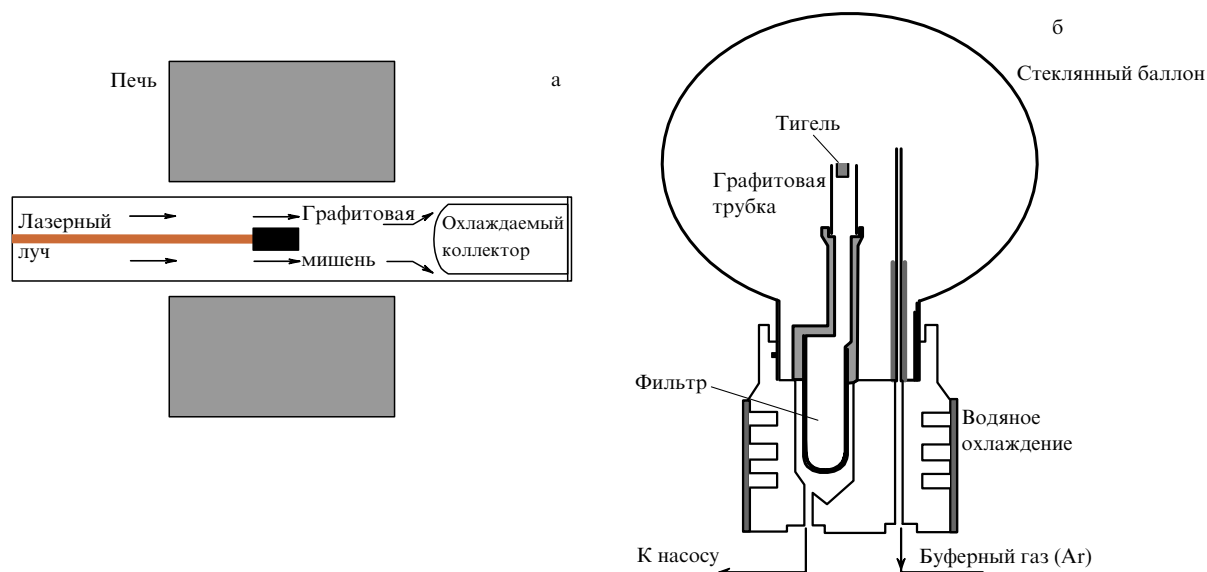 Печь
а
Лазерный
луч
Графитовая
мишень
Охлаждаемый
коллектор
б
Стеклянный баллон
Тигель
Графитовая
трубка
Фильтр
Водяное
охлаждение
К насосу
Буферный газ (Ar)